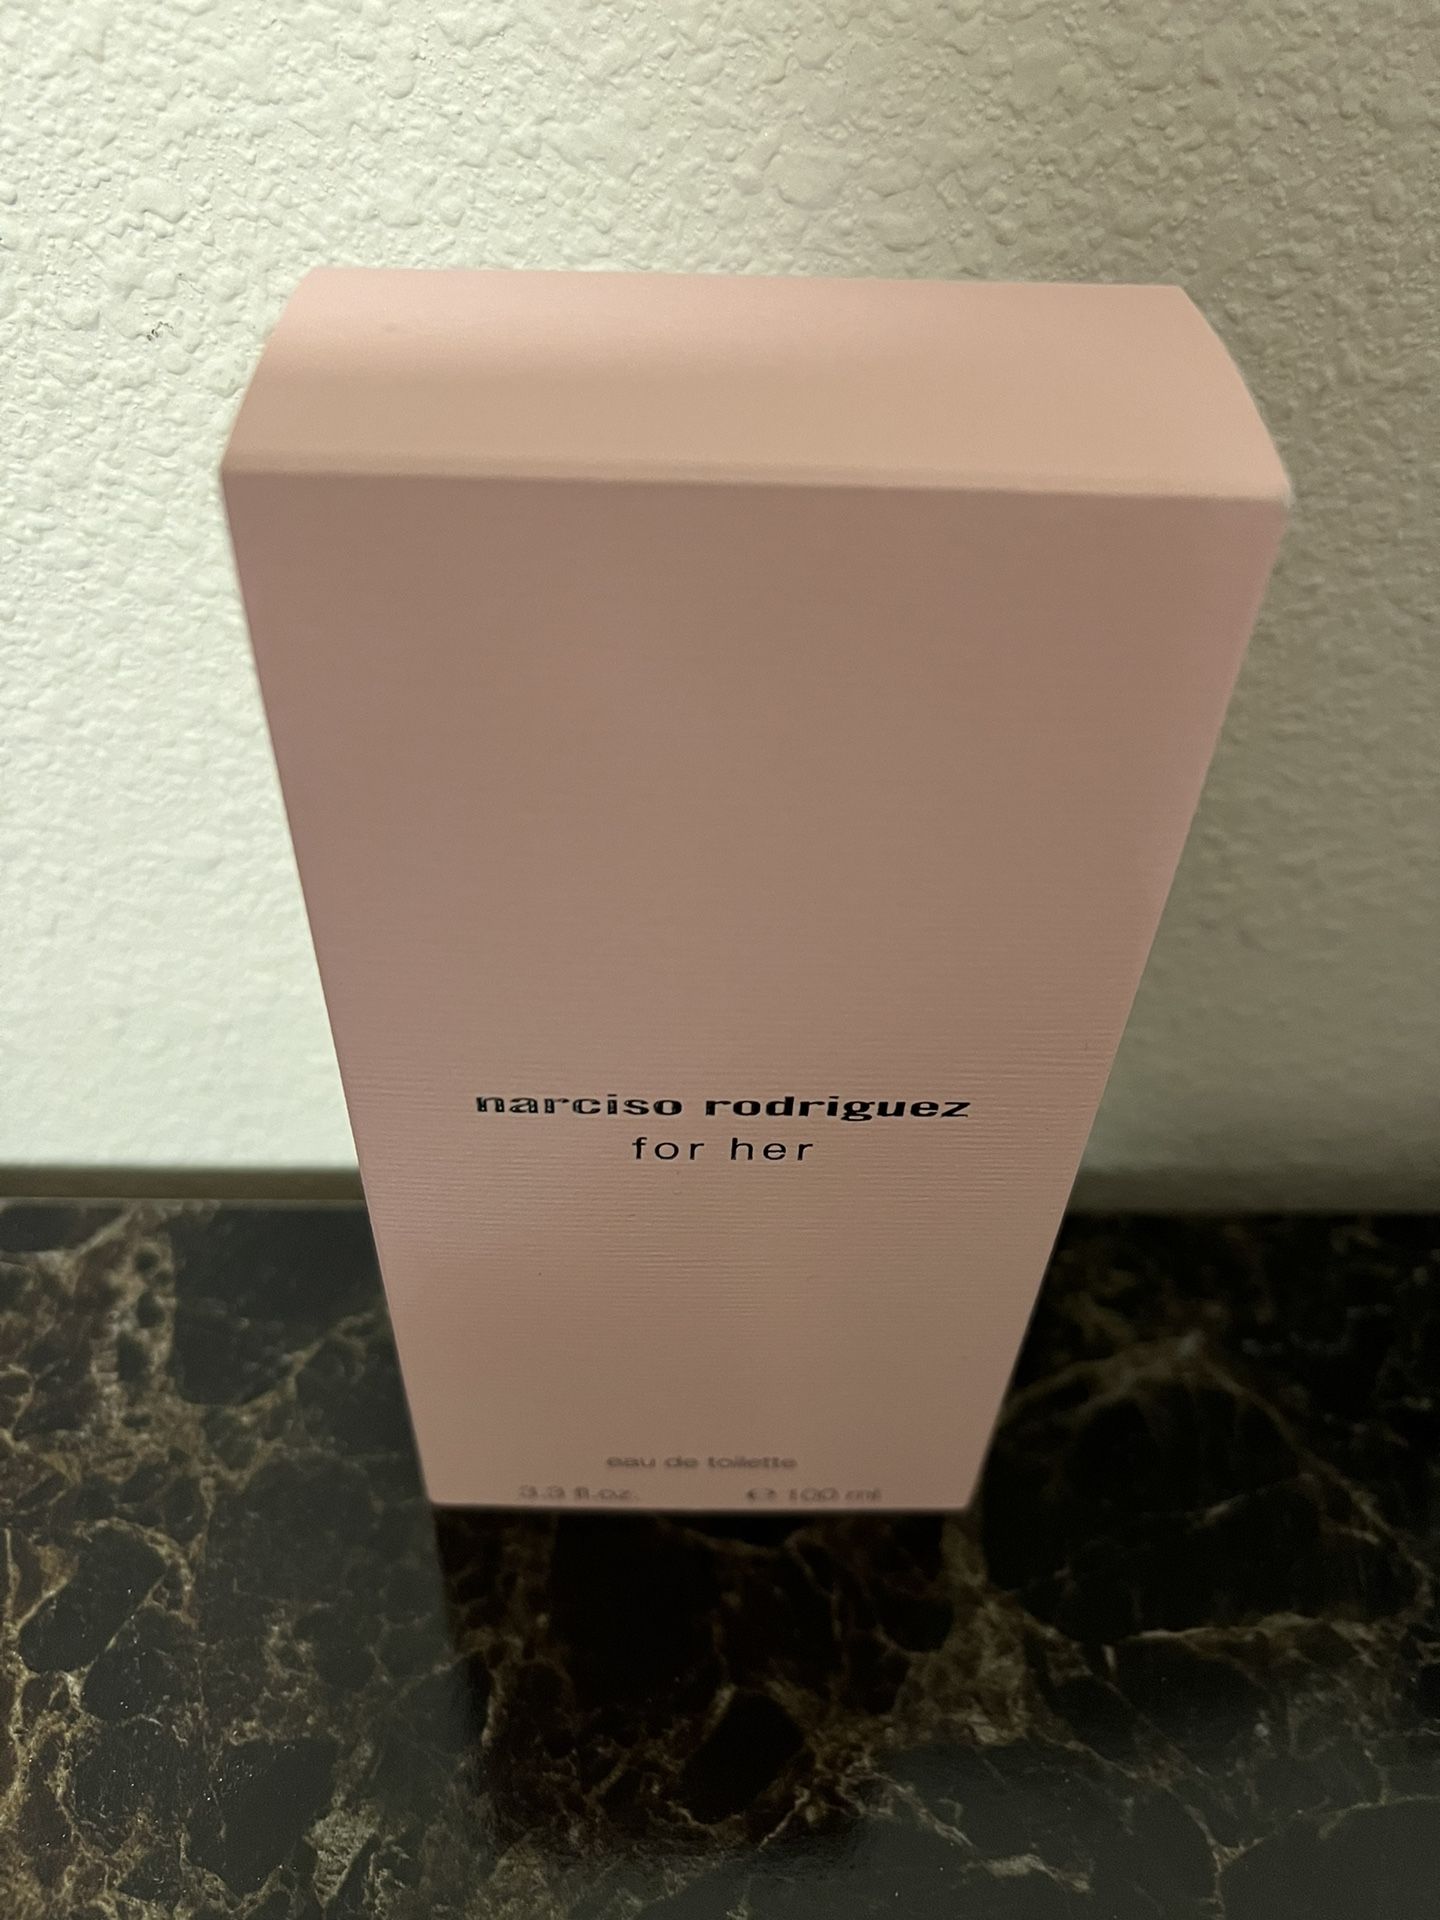 narciso rodriguez
for her
eau de toilette
3.3 fl.oz. ℮ 100 ml